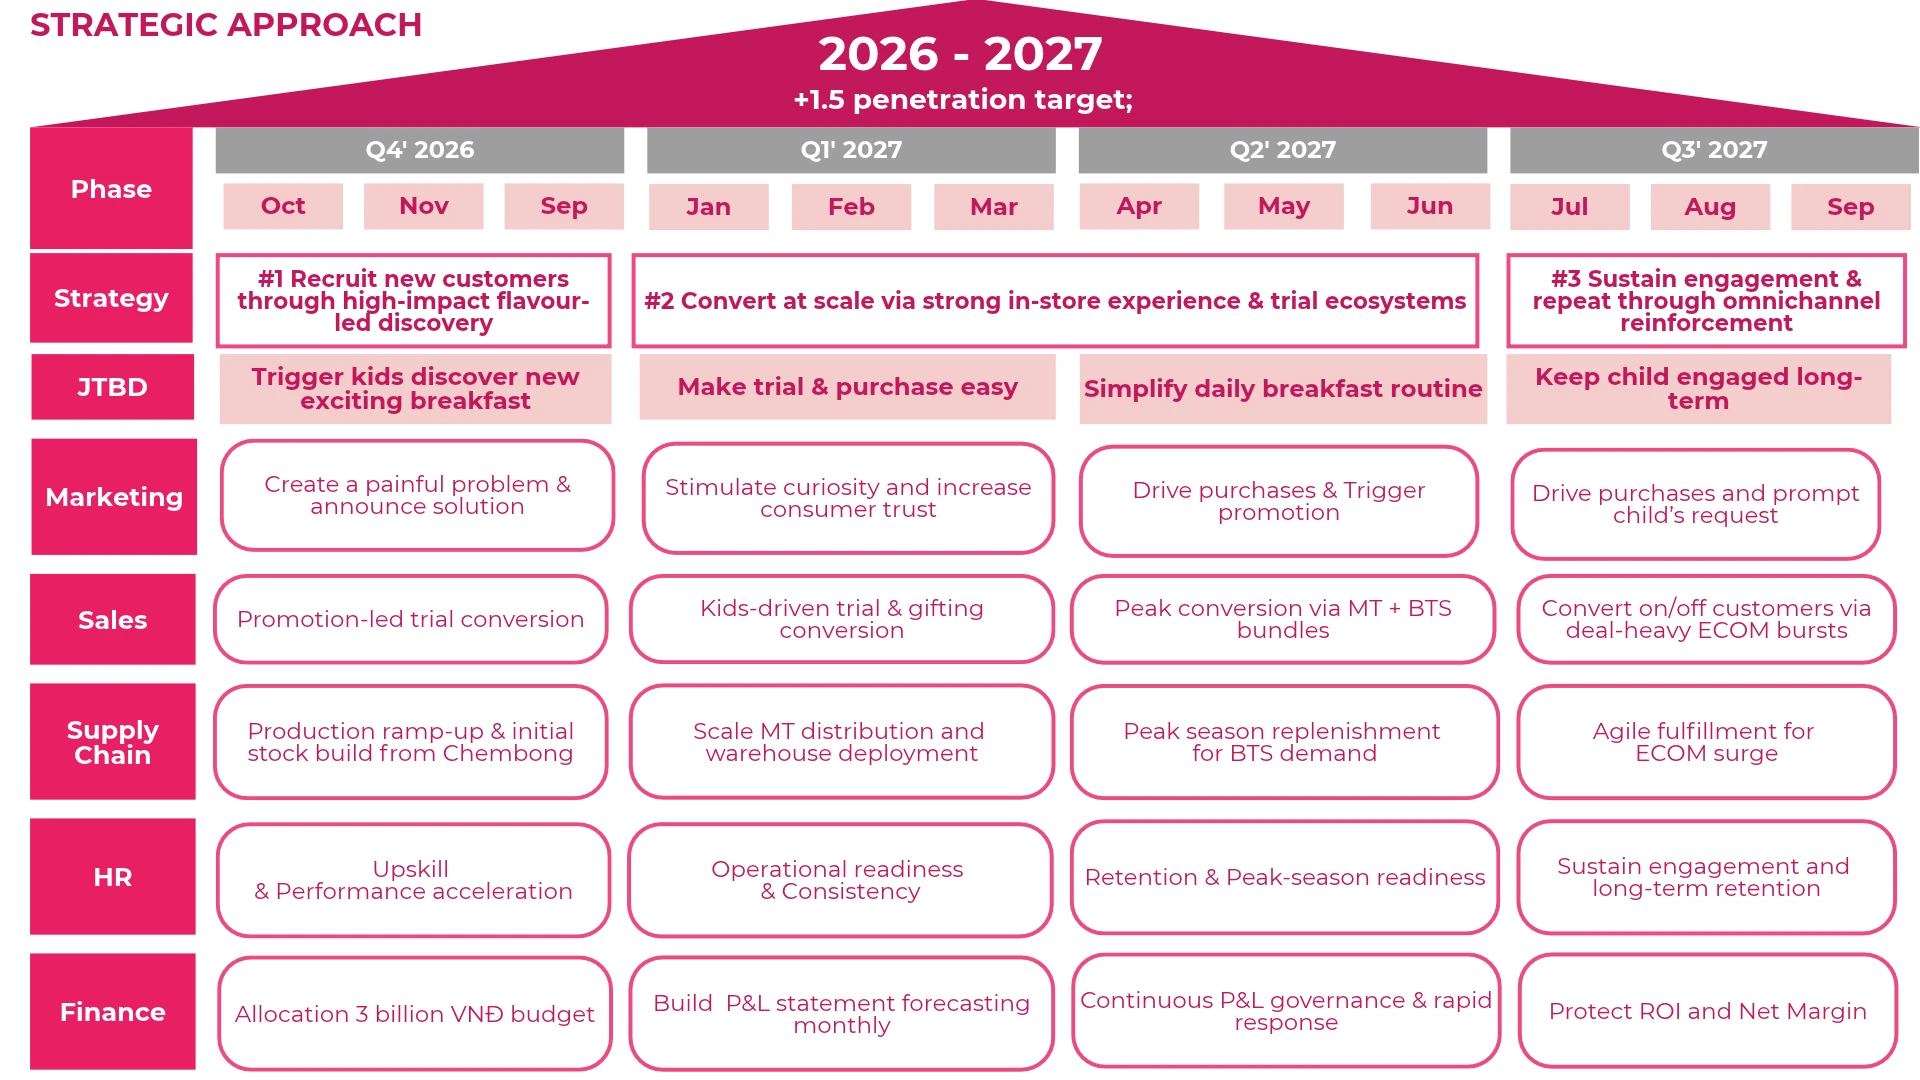 STRATEGIC APPROACH
2026 - 2027
+1.5 penetration target;
Phase
Q4' 2026
Q1' 2027
Q2' 2027
Q3' 2027
Oct
Nov
Sep
Jan
Feb
Mar
Apr
May
Jun
Jul
Aug
Sep
Strategy
#1 Recruit new customers
through high-impact flavour-
led discovery
#2 Convert at scale via strong in-store experience & trial ecosystems
#3 Sustain engagement &
repeat through omnichannel
reinforcement
JTBD
Trigger kids discover new
exciting breakfast
Make trial & purchase easy
Simplify daily breakfast routine
Keep child engaged long-
term
Marketing
Create a painful problem &
announce solution
Stimulate curiosity and increase
consumer trust
Drive purchases & Trigger
promotion
Drive purchases and prompt
child’s request
Sales
Promotion-led trial conversion
Kids-driven trial & gifting
conversion
Peak conversion via MT + BTS
bundles
Convert on/off customers via
deal-heavy ECOM bursts
Supply
Chain
Production ramp-up & initial
stock build from Chembong
Scale MT distribution and
warehouse deployment
Peak season replenishment
for BTS demand
Agile fulfillment for
ECOM surge
HR
Upskill
& Performance acceleration
Operational readiness
& Consistency
Retention & Peak-season readiness
Sustain engagement and
long-term retention
Finance
Allocation 3 billion VNĐ budget
Build  P&L statement forecasting
monthly
Continuous P&L governance & rapid
response
Protect ROI and Net Margin